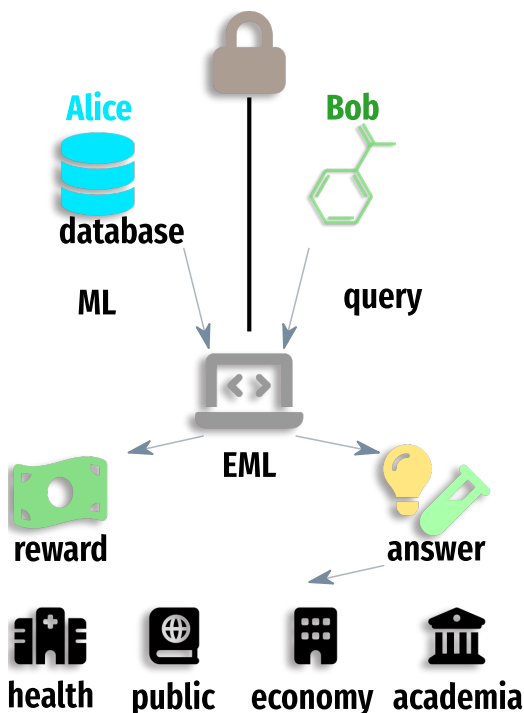 Alice
Bob
database
ML
query
EML
reward
answer
health public economy academia